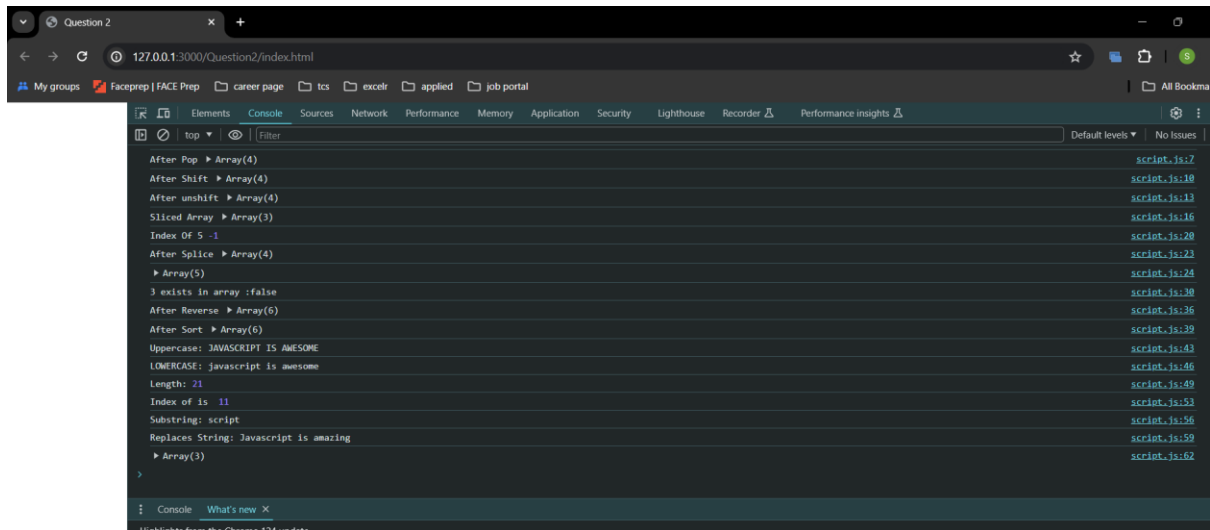 Question 2
127.0.0.1:3000/Question2/index.html
S
My groups Faceprep | FACE Prep career page tcs excelr applied job portal All Bookma
Elements Console Sources Network Performance Memory Application Security Lighthouse Recorder Performance insights
top Filter Default levels No Issues
After Pop ▶ Array(4) script.js:7
After Shift ▶ Array(4) script.js:10
After unshift ▶ Array(4) script.js:13
Sliced Array ▶ Array(3) script.js:16
Index Of 5 -1 script.js:20
After Splice ▶ Array(4) script.js:23
▶ Array(5) script.js:24
3 exists in array :false script.js:30
After Reverse ▶ Array(6) script.js:36
After Sort ▶ Array(6) script.js:39
Uppercase: JAVASCRIPT IS AWESOME script.js:43
LOWERCASE: javascript is awesome script.js:46
Length: 21 script.js:49
Index of is 11 script.js:53
Substring: script script.js:56
Replaces String: Javascript is amazing script.js:59
▶ Array(3) script.js:62
Console What's new
Highlights from the Chrome 124 update